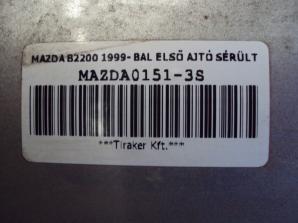 MAZDA B2200 1999- BAL ELSŐ AJTÓ SÉRÜLT
MAZDA0151-3S
***Tiraker Kft.***